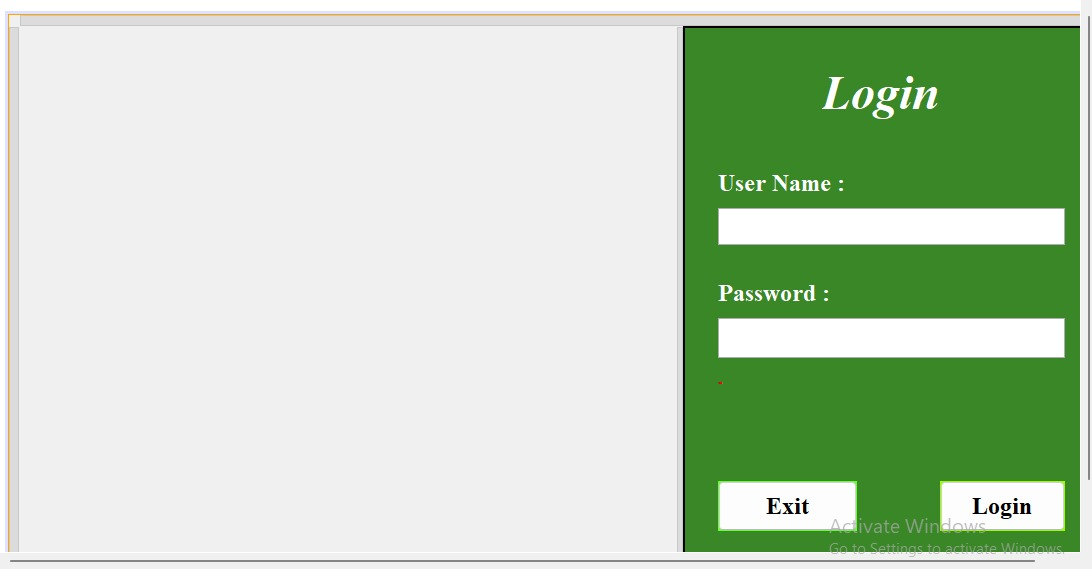 Login
User Name :
Password :
.
Exit
Login
Activate Windows
Go to Settings to activate Windows.